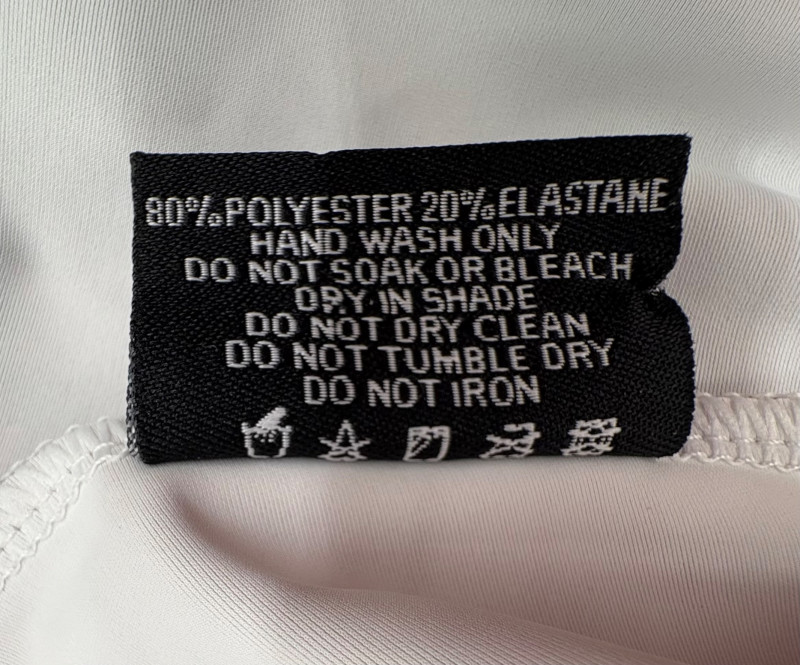 80%POLYESTER 20%ELASTANE
HAND WASH ONLY
DO NOT SOAK OR BLEACH
DRY IN SHADE
DO NOT DRY CLEAN
DO NOT TUMBLE DRY
DO NOT IRON